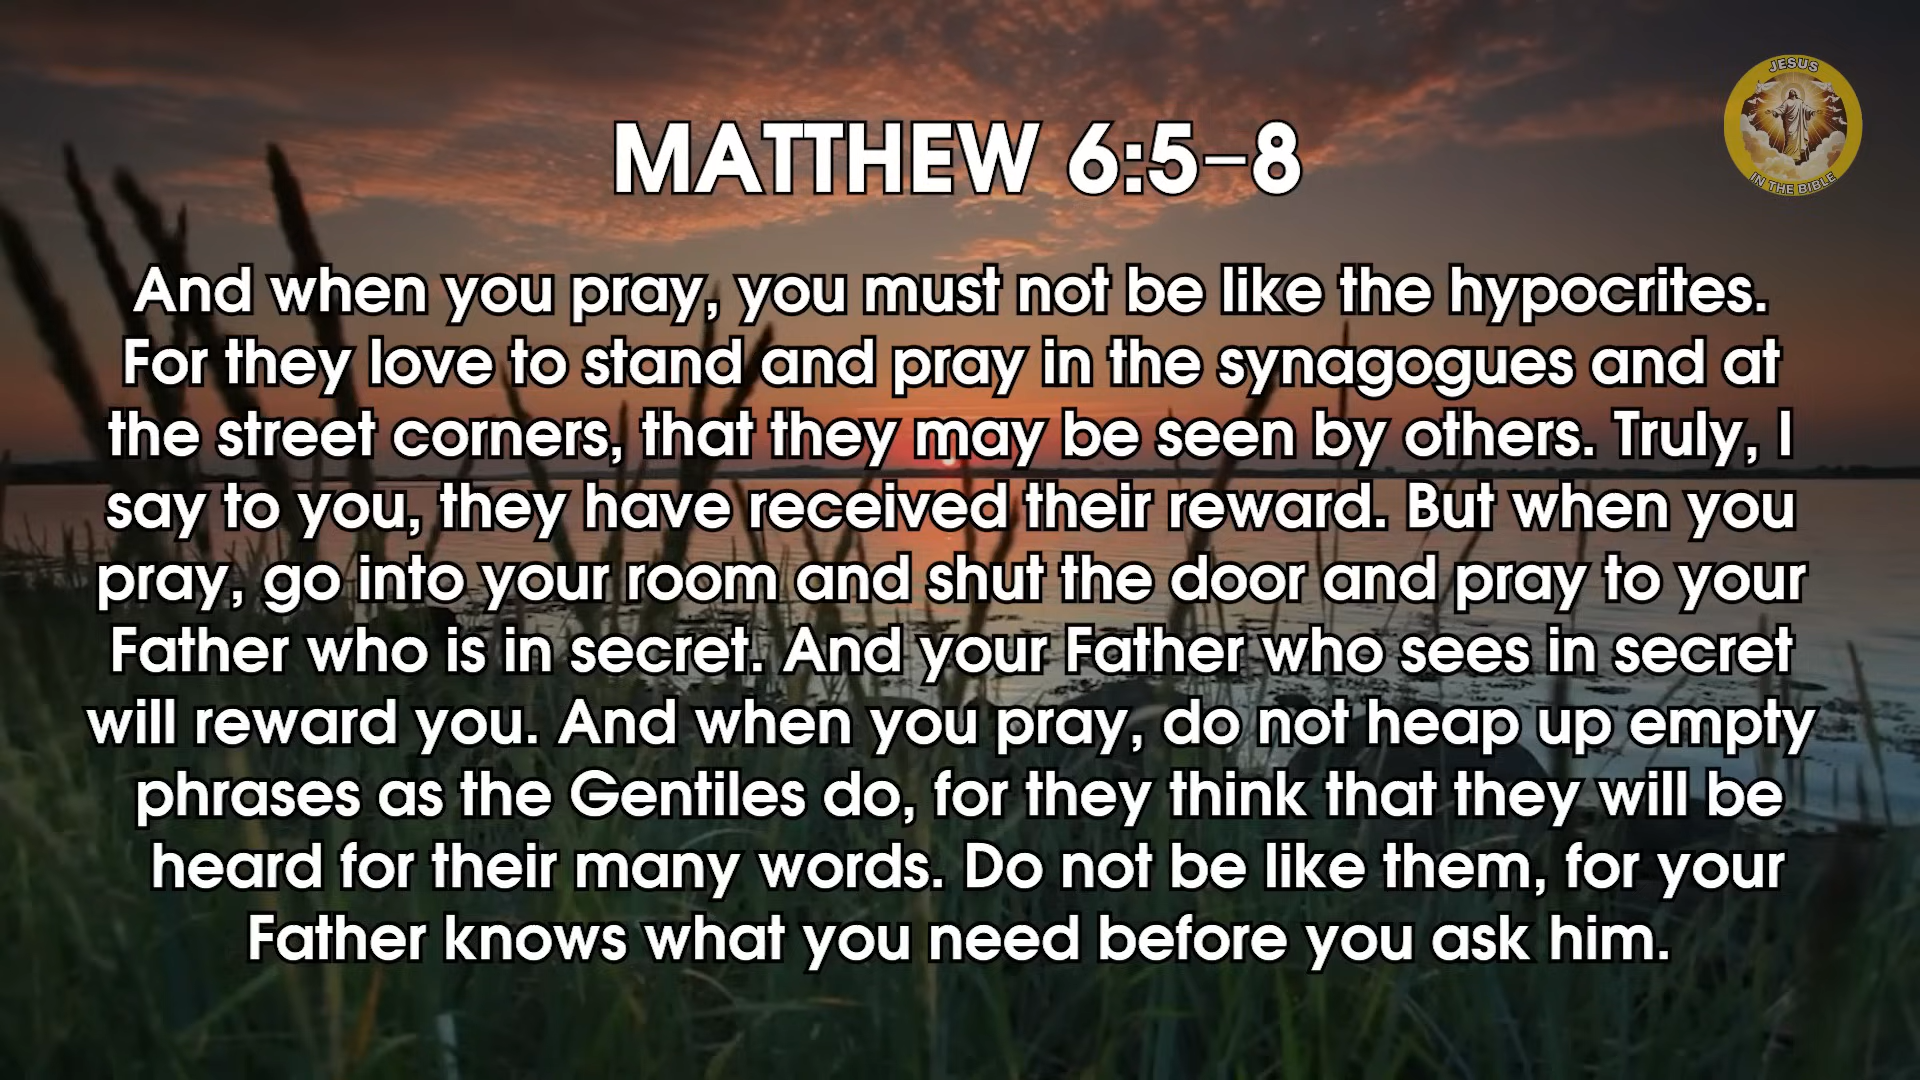 JESUS
IN THE BIBLE
MATTHEW 6:5–8
And when you pray, you must not be like the hypocrites.
For they love to stand and pray in the synagogues and at
the street corners, that they may be seen by others. Truly, I
say to you, they have received their reward. But when you
pray, go into your room and shut the door and pray to your
Father who is in secret. And your Father who sees in secret
will reward you. And when you pray, do not heap up empty
phrases as the Gentiles do, for they think that they will be
heard for their many words. Do not be like them, for your
Father knows what you need before you ask him.